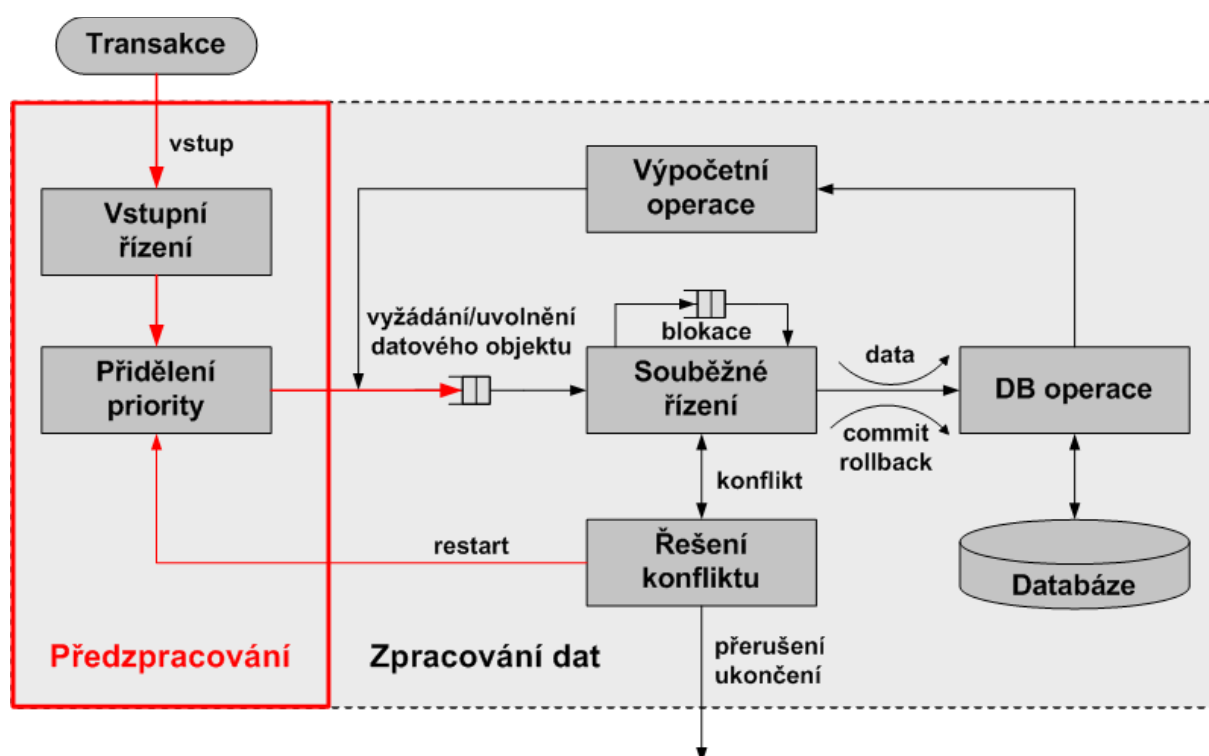 Transakce
vstup
Vstupní
řízení
Přidělení
priority
Předzpracování
Výpočetní
operace
vyžádání/uvolnění
datového objektu
blokace
Souběžné
řízení
data
commit
rollback
DB operace
konflikt
restart
Řešení
konfliktu
Databáze
Zpracování dat
přerušení
ukončení